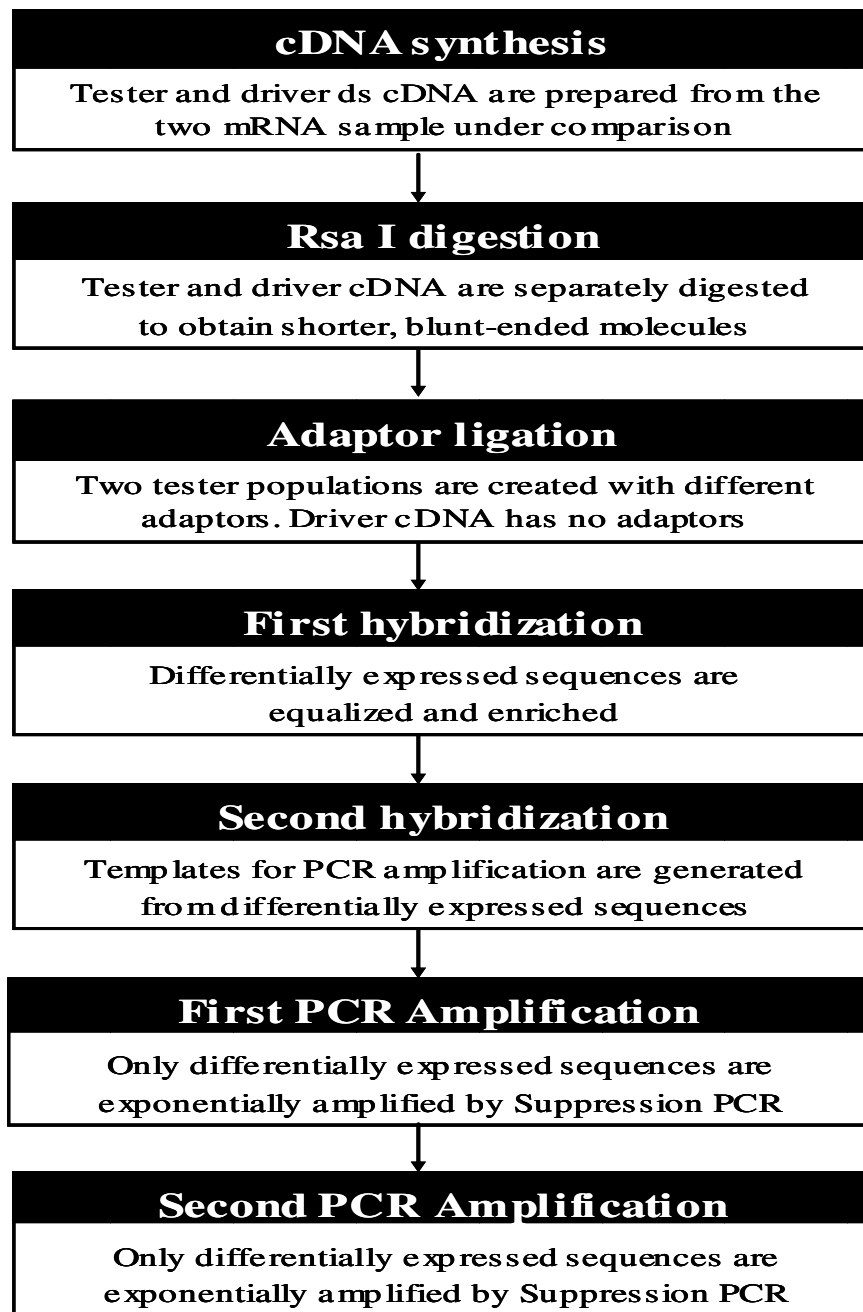 cDNA synthesis
Tester and driver ds cDNA are prepared from the
two mRNA sample under comparison
Rsa I digestion
Tester and driver cDNA are separately digested
to obtain shorter, blunt-ended molecules
Adaptor ligation
Two tester populations are created with different
adaptors. Driver cDNA has no adaptors
First hybridization
Differentially expressed sequences are
equalized and enriched
Second hybridization
Templates for PCR amplification are generated
from differentially expressed sequences
First PCR Amplification
Only differentially expressed sequences are
exponentially amplified by Suppression PCR
Second PCR Amplification
Only differentially expressed sequences are
exponentially amplified by Suppression PCR